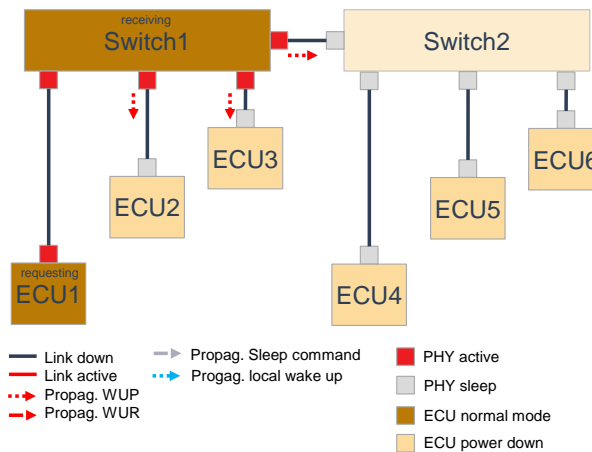 receiving
Switch1
Switch2
ECU3
ECU6
ECU2
ECU5
requesting
ECU1
ECU4
Link down
Link active
Propag. WUP
Propag. WUR
Propag. Sleep command
Progag. local wake up
PHY active
PHY sleep
ECU normal mode
ECU power down